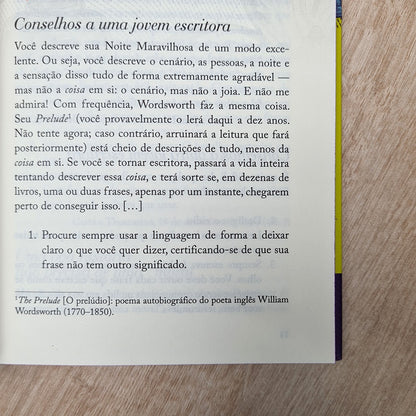 Conselhos a uma jovem escritora
Você descreve sua Noite Maravilhosa de um modo exce-
lente. Ou seja, você descreve o cenário, as pessoas, a noite e
a sensação disso tudo de forma extremamente agradável —
mas não a coisa em si: o cenário, mas não a joia. E não me
admira! Com frequência, Wordsworth faz a mesma coisa.
Seu Prelude¹ (você provavelmente o lerá daqui a dez anos.
Não tente agora; caso contrário, arruinará a leitura que fará
posteriormente) está cheio de descrições de tudo, menos da
coisa em si. Se você se tornar escritora, passará a vida inteira
tentando descrever essa coisa, e terá sorte se, em dezenas de
livros, uma ou duas frases, apenas por um instante, chegarem
perto de conseguir isso. […]
1. Procure sempre usar a linguagem de forma a deixar
claro o que você quer dizer, certificando-se de que sua
frase não tem outro significado.
¹The Prelude [O prelúdio]: poema autobiográfico do poeta inglês William
Wordsworth (1770–1850).